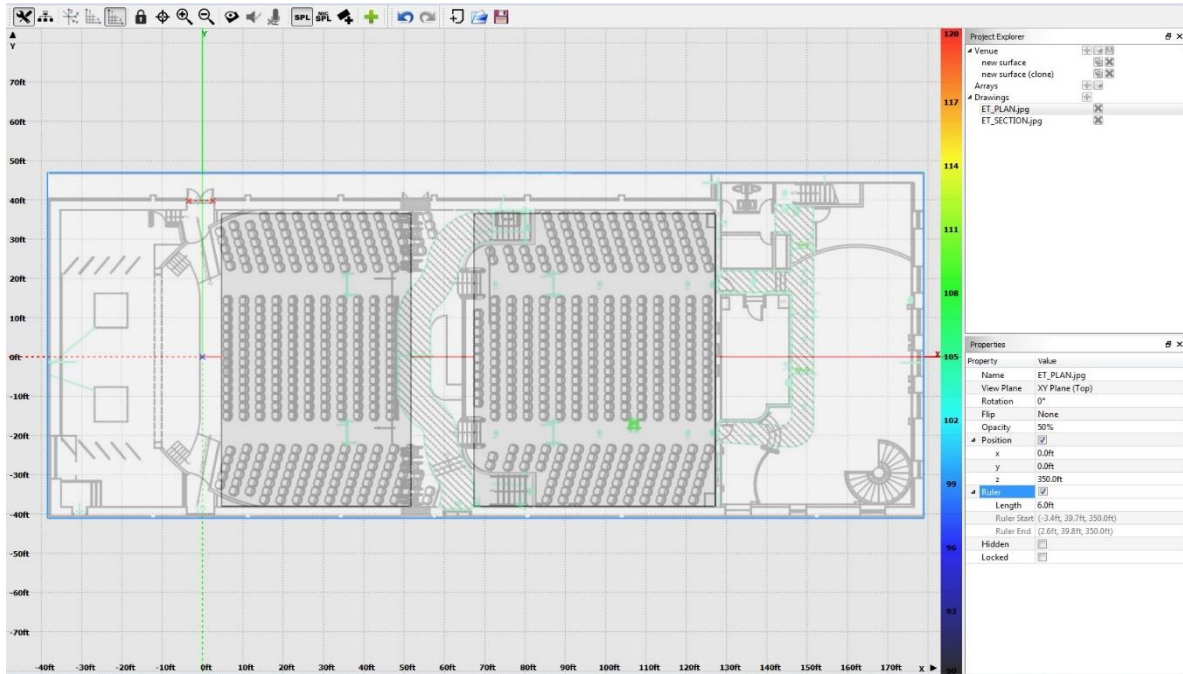 SPL MIC SPL
Y
Y
70ft
60ft
50ft
40ft
30ft
20ft
10ft
0ft
-10ft
-20ft
-30ft
-40ft
-50ft
-60ft
-70ft
-40ft -30ft -20ft -10ft 0ft 10ft 20ft 30ft 40ft 50ft 60ft 70ft 80ft 90ft 100ft 110ft 120ft 130ft 140ft 150ft 160ft 170ft X
X
120
117
114
111
108
105
102
99
96
93
90
Project Explorer
Venue
new surface
new surface (clone)
Arrays
Drawings
ET_PLAN.jpg
ET_SECTION.jpg
Properties
Property Value
Name ET_PLAN.jpg
View Plane XY Plane (Top)
Rotation 0°
Flip None
Opacity 50%
Position
x 0.0ft
y 0.0ft
z 350.0ft
Ruler
Length 6.0ft
Ruler Start (-3.4ft, 39.7ft, 350.0ft)
Ruler End (2.6ft, 39.8ft, 350.0ft)
Hidden
Locked